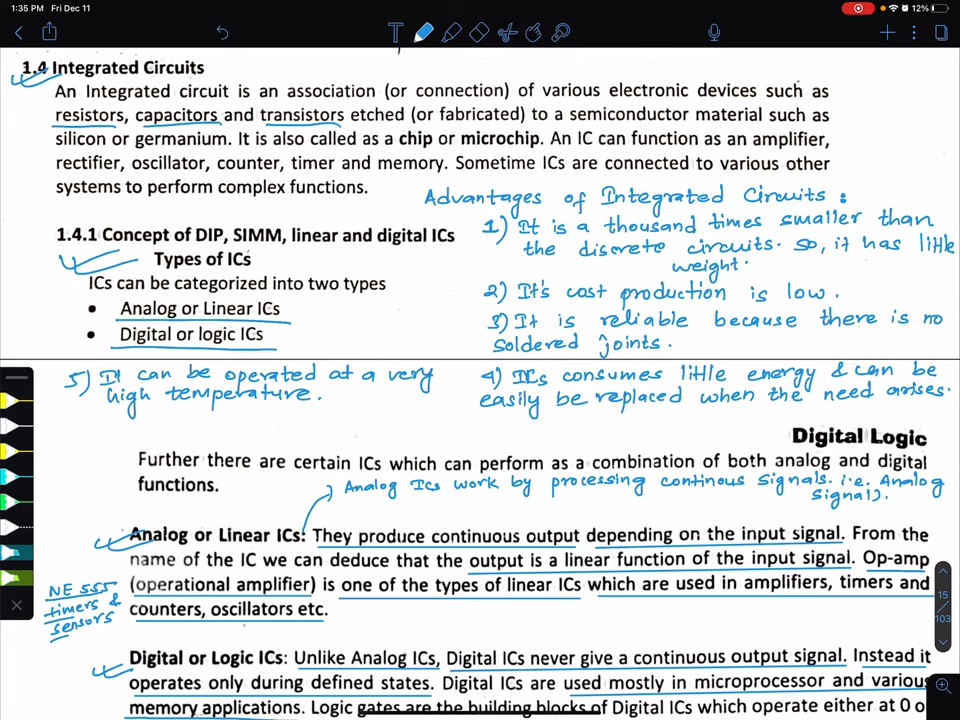 1:35 PM Fri Dec 11
12%
1.4 Integrated Circuits
An Integrated circuit is an association (or connection) of various electronic devices such as
resistors, capacitors and transistors etched (or fabricated) to a semiconductor material such as
silicon or germanium. It is also called as a chip or microchip. An IC can function as an amplifier,
rectifier, oscillator, counter, timer and memory. Sometime ICs are connected to various other
systems to perform complex functions.
Advantages of Integrated Circuits :
1) It is a thousand times smaller than
the discrete circuits. so, it has little
weight.
2) It's cost production is low.
3) It is reliable because there is no
soldered joints.
1.4.1 Concept of DIP, SIMM, linear and digital ICs
Types of ICs
ICs can be categorized into two types
• Analog or Linear ICs
• Digital or logic ICs
4) ICs consumes little energy & can be
easily be replaced when the need arises.
5) It can be operated at a very
high temperature.
Digital Logic
Further there are certain ICs which can perform as a combination of both analog and digital
functions.
Analog ICs work by processing continous signals. i.e. Analog
signal).
Analog or Linear ICs: They produce continuous output depending on the input signal. From the
name of the IC we can deduce that the output is a linear function of the input signal. Op-amp
(operational amplifier) is one of the types of linear ICs which are used in amplifiers, timers and
counters, oscillators etc.
NE 555
timers &
sensors
15
103
Digital or Logic ICs: Unlike Analog ICs, Digital ICs never give a continuous output signal. Instead it
operates only during defined states. Digital ICs are used mostly in microprocessor and various
memory applications. Logic gates are the building blocks of Digital ICs which operate either at 0 o